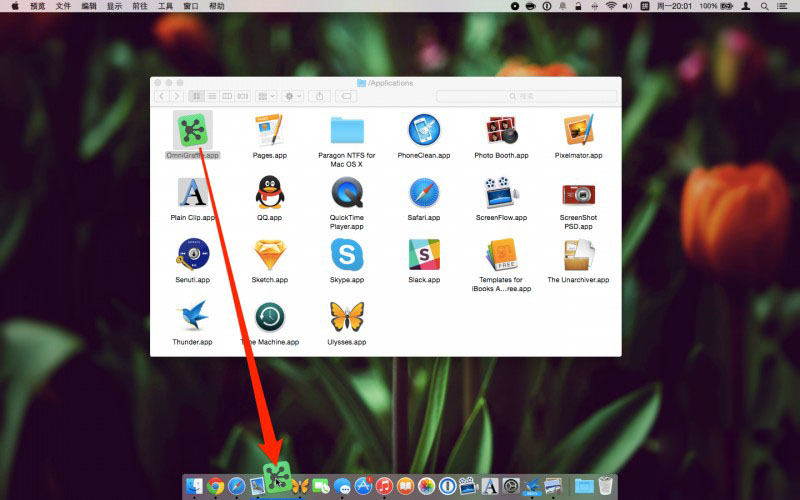 预览 文件 编辑 显示 前往 工具 窗口 帮助
拼 周一20:01 100%
/Applications
搜索
OmniGraffle.app
Pages.app
Paragon NTFS for
Mac OS X
PhoneClean.app
Photo Booth.app
Pixelmator.app
Plain Clip.app
QQ.app
QuickTime
Player.app
Safari.app
ScreenFlow.app
ScreenShot
PSD.app
Senuti.app
Sketch.app
Skype.app
Slack.app
FREE
Templates for
iBooks A...ree.app
The Unarchiver.app
Thunder.app
Time Machine.app
Ulysses.app